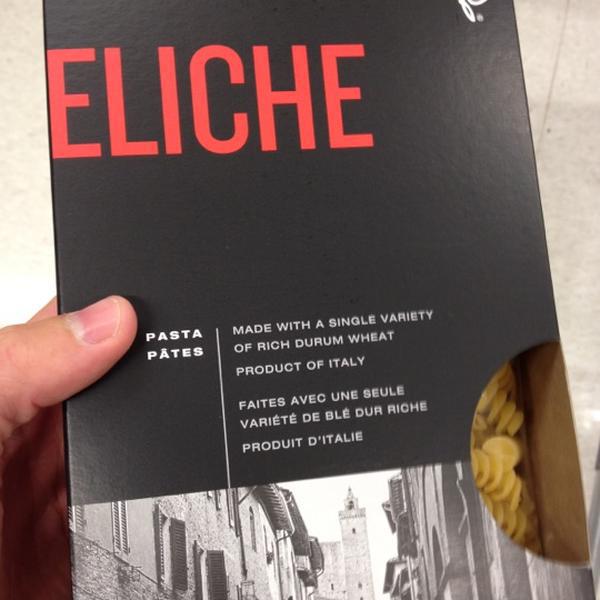 ELICHE
PASTA
PÂTES
MADE WITH A SINGLE VARIETY
OF RICH DURUM WHEAT
PRODUCT OF ITALY
FAITES AVEC UNE SEULE
VARIÉTÉ DE BLÉ DUR RICHE
PRODUIT D'ITALIE